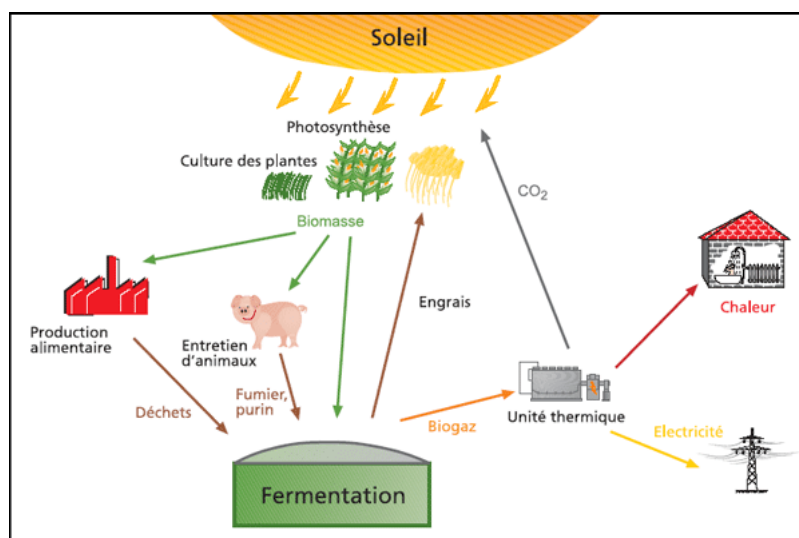 Soleil
Photosynthèse
Culture des plantes
Biomasse
CO₂
Production
alimentaire
Entretien
d'animaux
Engrais
Chaleur
Déchets
Fumier,
purin
Biogaz
Unité thermique
Electricité
Fermentation